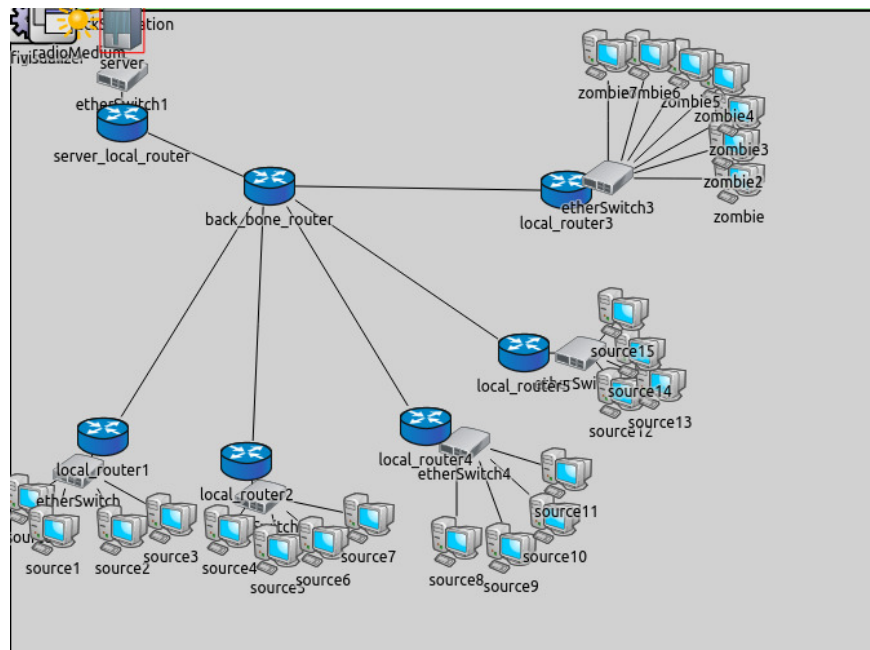 radioMedium
server
etherSwitch1
server_local_router
back_bone_router
zombie7
zombie6
zombie5
zombie4
zombie3
zombie2
zombie
etherSwitch3
local_router3
source15
local_router5
source14
source13
source12
local_router1
etherSwitch
local_router2
local_router4
etherSwitch4
source1
source2
source3
source4
source5
source6
source7
source8
source9
source10
source11